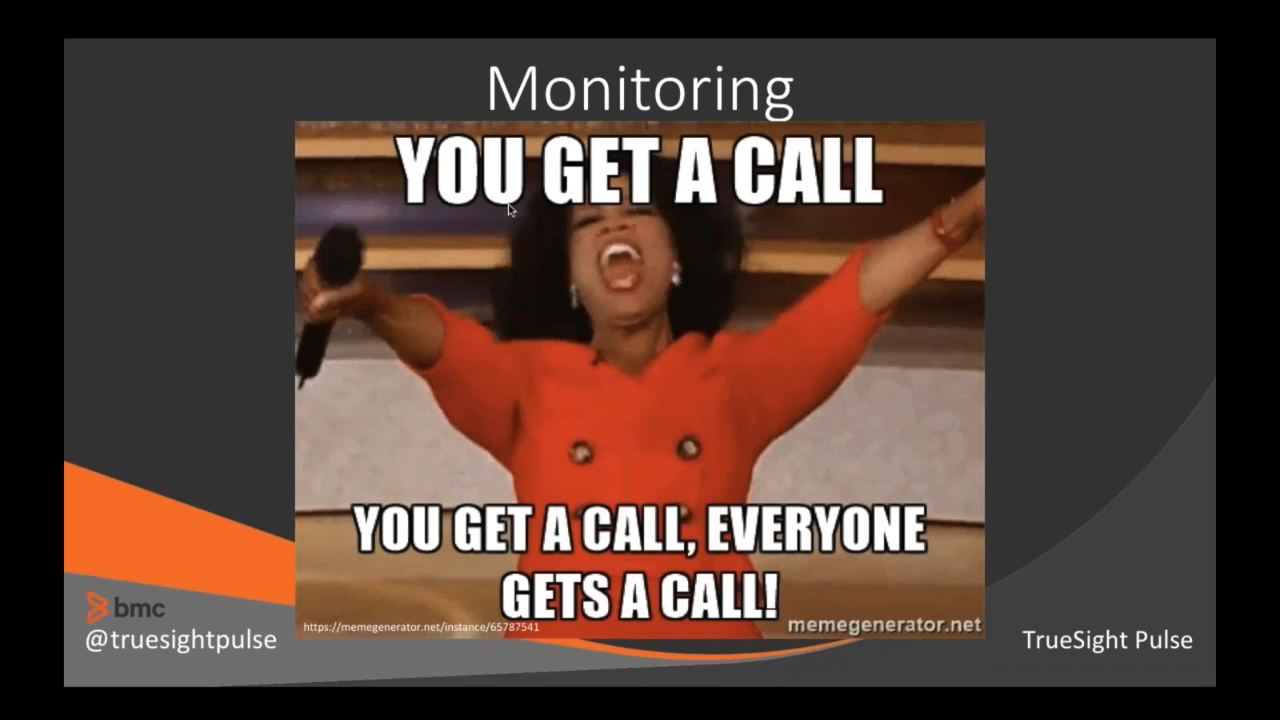 Monitoring
YOU GET A CALL
YOU GET A CALL, EVERYONE
GETS A CALL!
https://memegenerator.net/instance/65787541
memegenerator.net
bmc
@truesightpulse
TrueSight Pulse